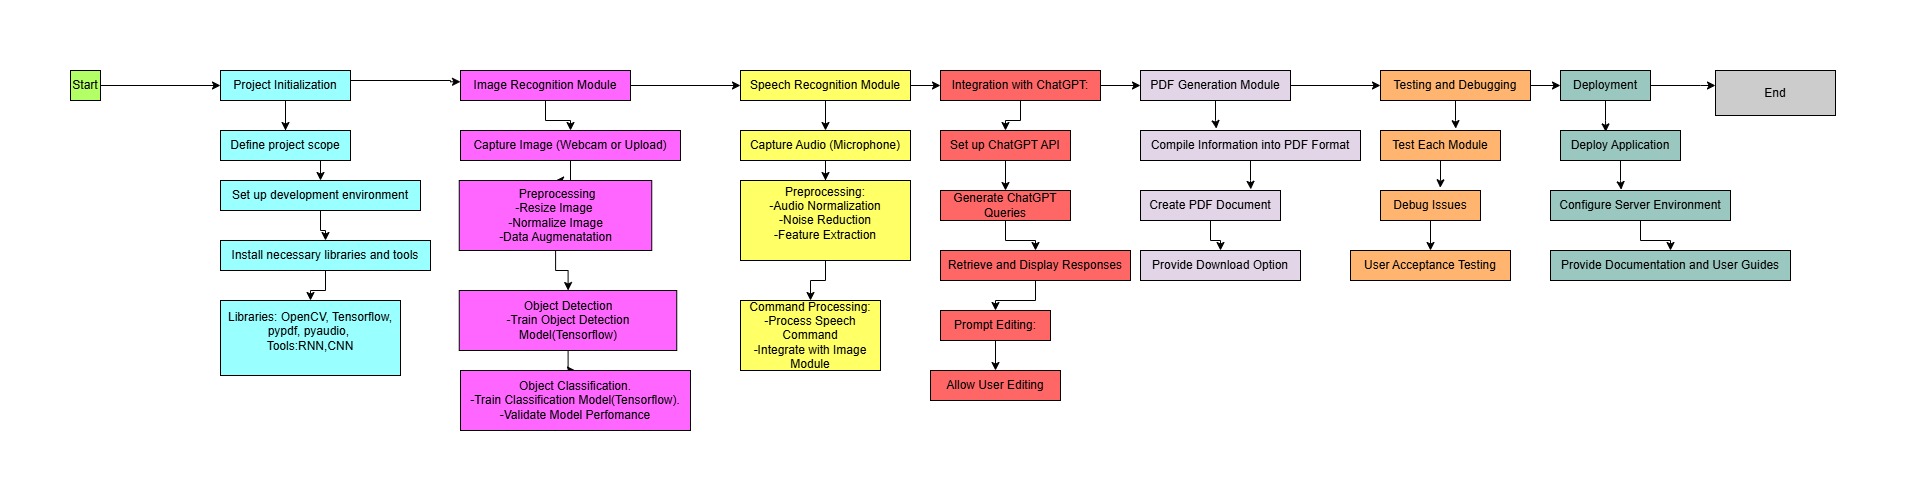 Start
Project Initialization
Define project scope
Set up development environment
Install necessary libraries and tools
Libraries: OpenCV, Tensorflow,
pypdf, pyaudio,
Tools:RNN,CNN
Image Recognition Module
Capture Image (Webcam or Upload)
Preprocessing
-Resize Image
-Normalize Image
-Data Augmenatation
Object Detection
-Train Object Detection
Model(Tensorflow)
Object Classification.
-Train Classification Model(Tensorflow).
-Validate Model Perfomance
Speech Recognition Module
Capture Audio (Microphone)
Preprocessing:
-Audio Normalization
-Noise Reduction
-Feature Extraction
Command Processing:
-Process Speech
Command
-Integrate with Image
Module
Integration with ChatGPT:
Set up ChatGPT API
Generate ChatGPT
Queries
Retrieve and Display Responses
Prompt Editing:
Allow User Editing
PDF Generation Module
Compile Information into PDF Format
Create PDF Document
Provide Download Option
Testing and Debugging
Test Each Module
Debug Issues
User Acceptance Testing
Deployment
Deploy Application
Configure Server Environment
Provide Documentation and User Guides
End